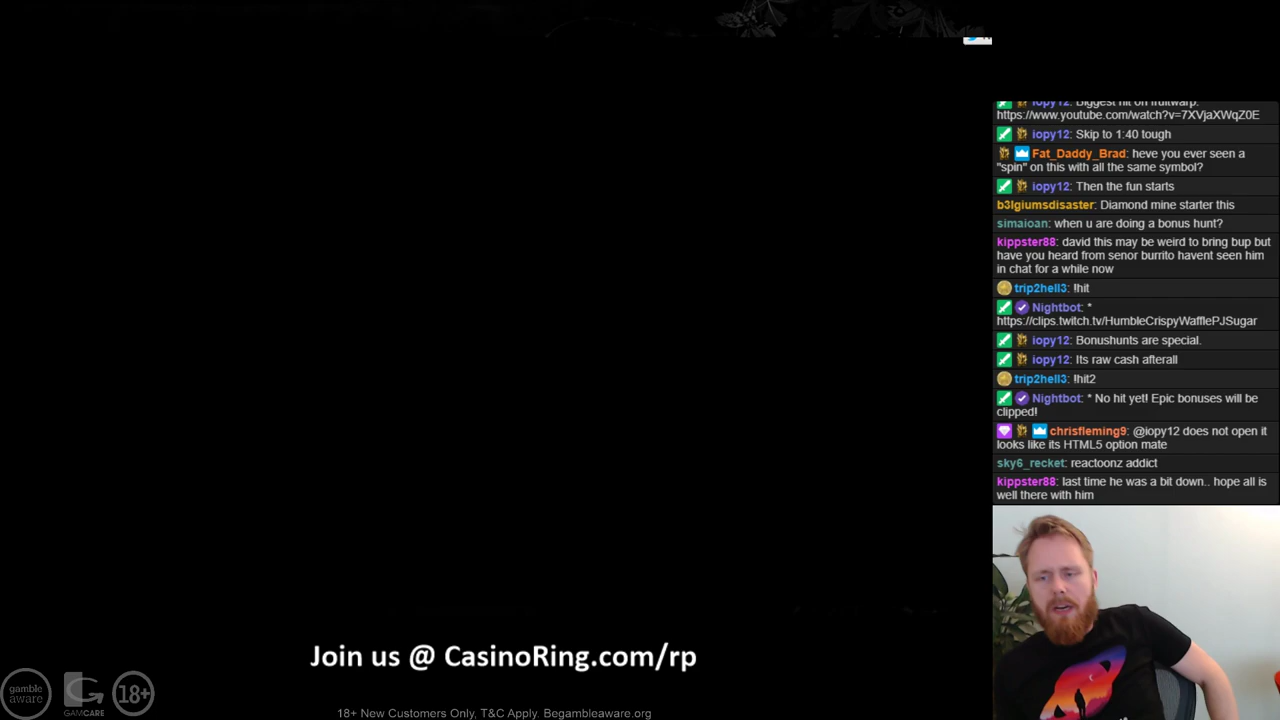 iopy12: Biggest hit on fruitwarp:
https://www.youtube.com/watch?v=7XVjaXWqZ0E
iopy12: Skip to 1:40 tough
Fat_Daddy_Brad: heve you ever seen a
"spin" on this with all the same symbol?
iopy12: Then the fun starts
b3lgiumsdisaster: Diamond mine starter this
simaioan: when u are doing a bonus hunt?
kippster88: david this may be weird to bring bup but
have you heard from senor burrito havent seen him
in chat for a while now
trip2hell3: !hit
Nightbot: *
https://clips.twitch.tv/HumbleCrispyWafflePJSugar
iopy12: Bonushunts are special.
iopy12: Its raw cash afterall
trip2hell3: !hit2
Nightbot: * No hit yet! Epic bonuses will be
clipped!
chrisfleming9: @iopy12 does not open it
looks like its HTML5 option mate
sky6_recket: reactoonz addict
kippster88: last time he was a bit down.. hope all is
well there with him
Join us @ CasinoRing.com/rp
gamble
aware
GAMCARE
18+
18+ New Customers Only, T&C Apply. Begambleaware.org